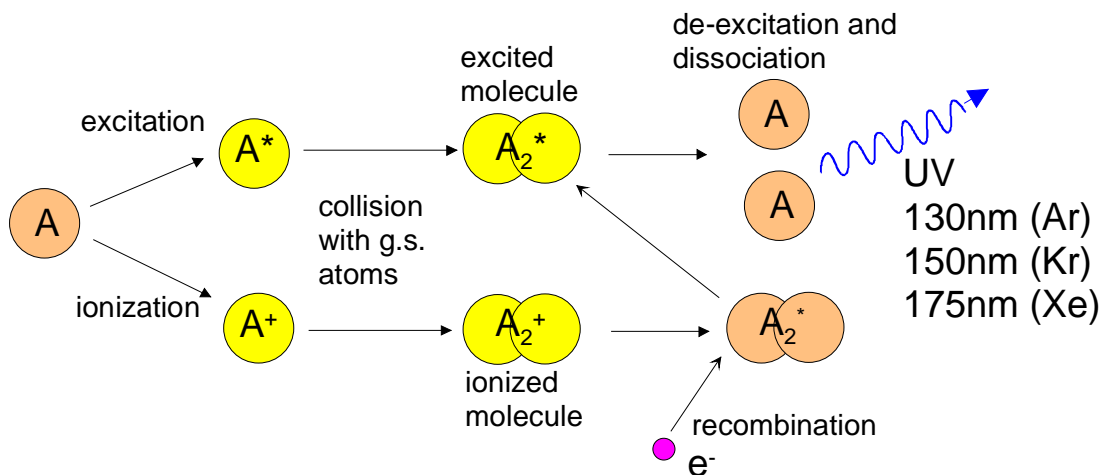 de-excitation and
dissociation
excited
molecule
excitation
A
A*
A₂*
A
A
UV
130nm (Ar)
150nm (Kr)
175nm (Xe)
collision
with g.s.
atoms
ionization
A⁺
A₂⁺
A₂*
ionized
molecule
recombination
e⁻